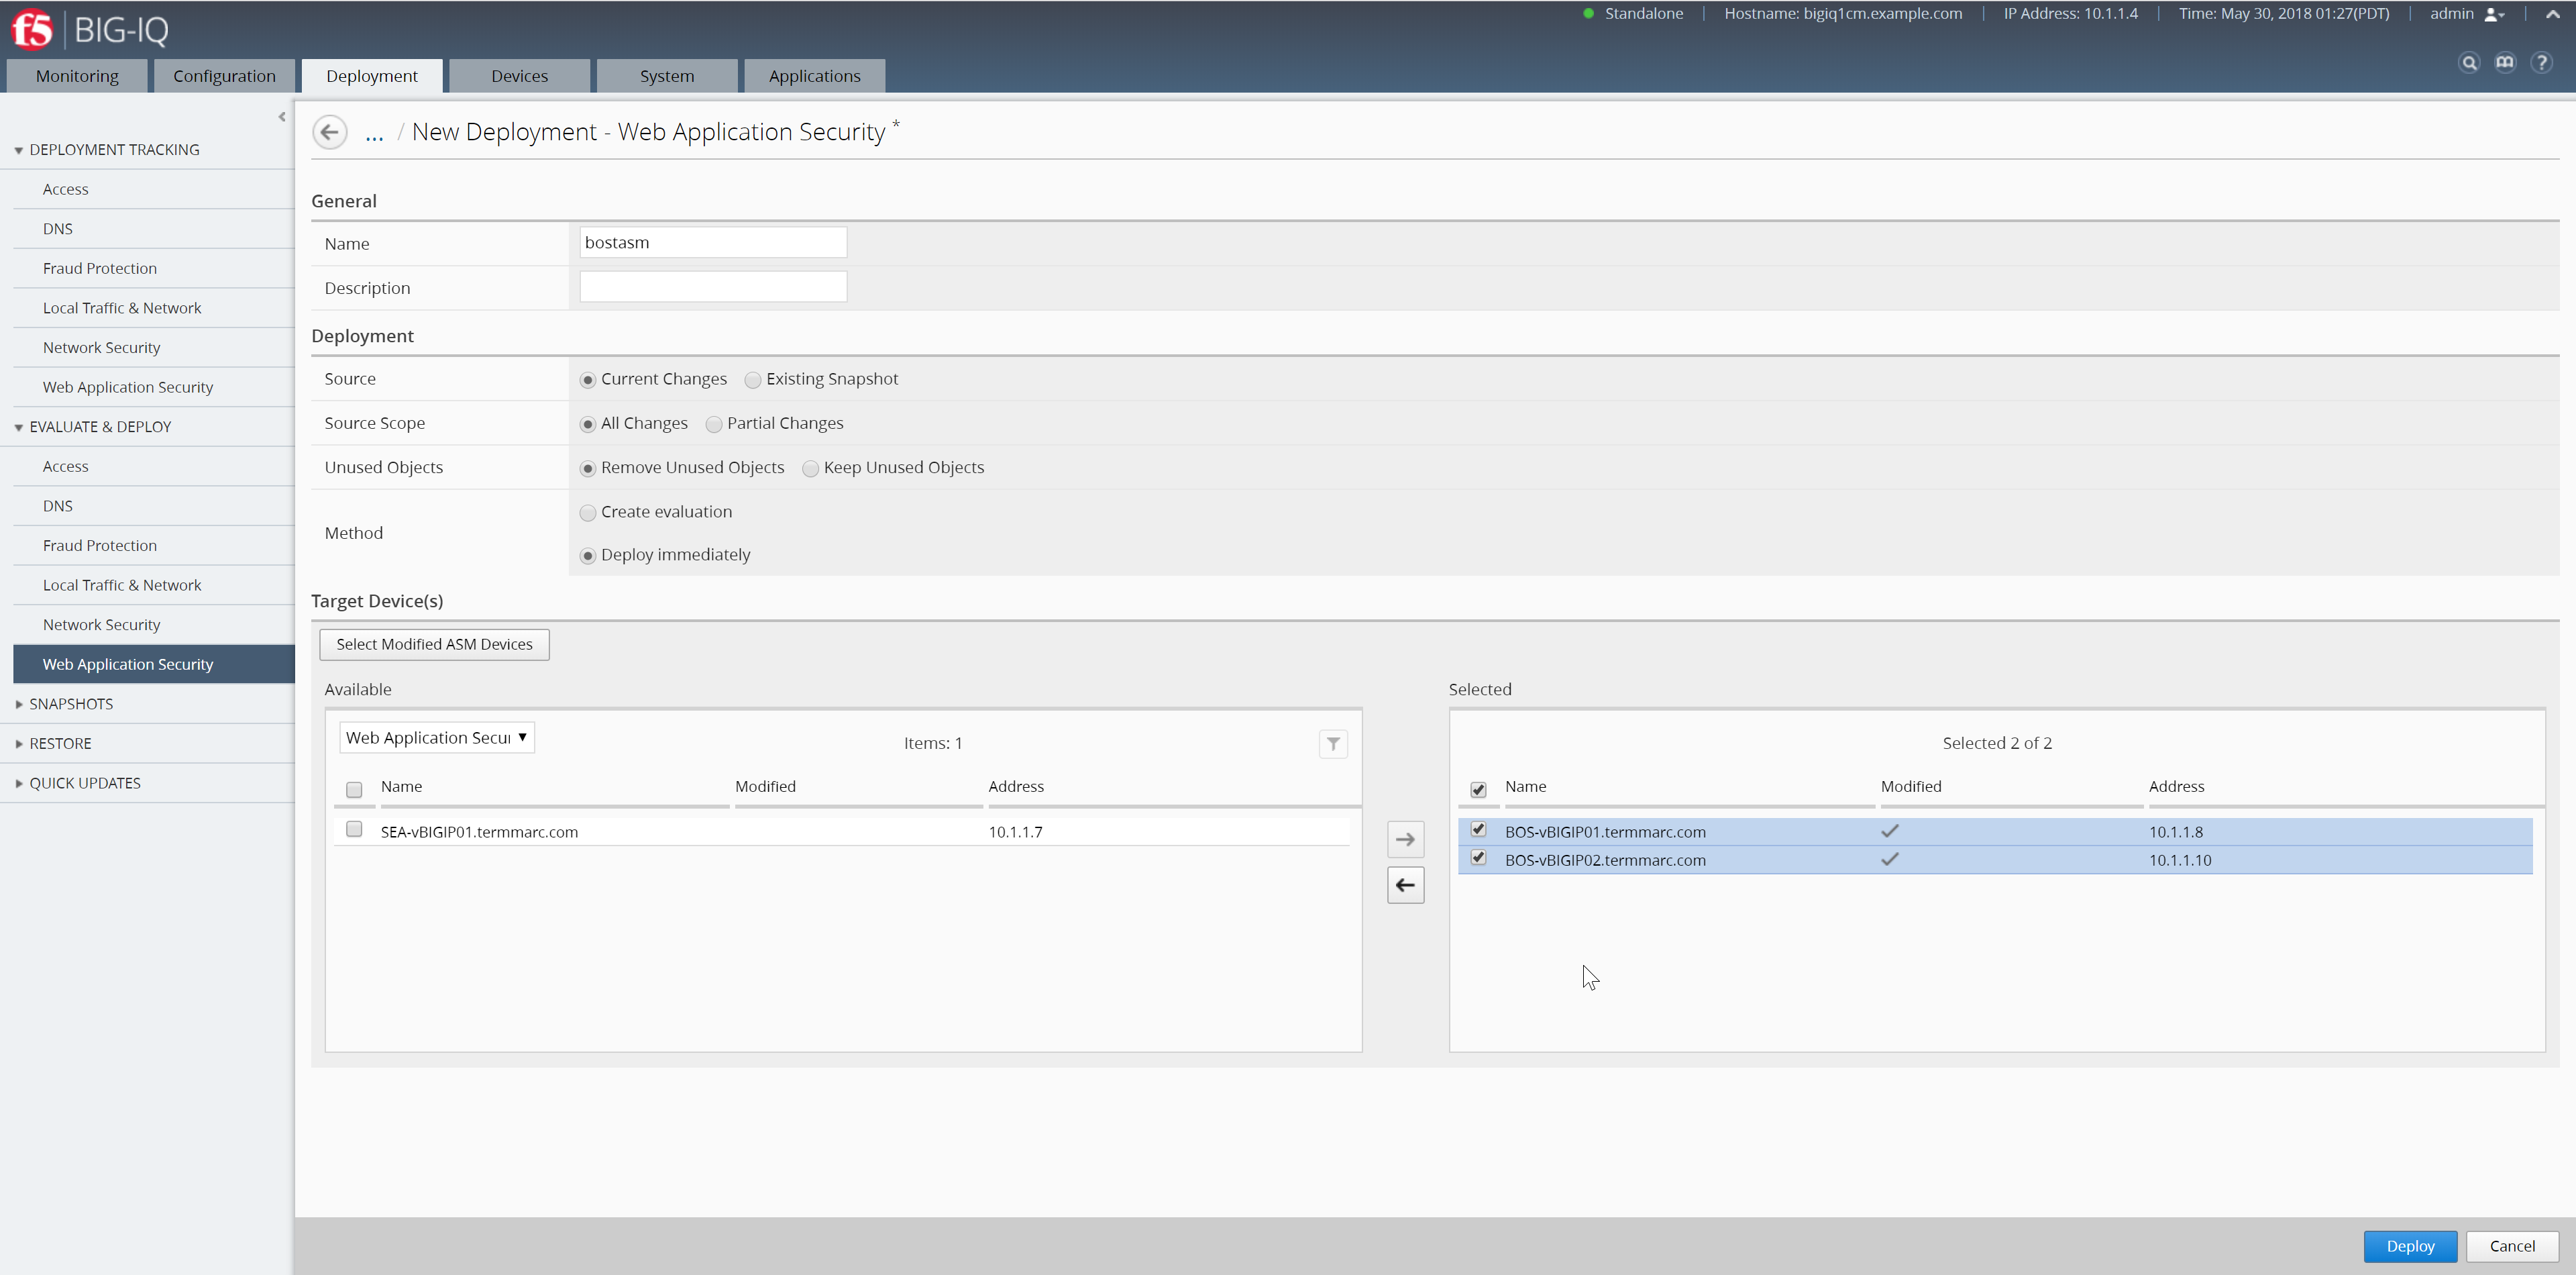 f5 BIG-IQ
Standalone | Hostname: bigiq1cm.example.com | IP Address: 10.1.1.4 | Time: May 30, 2018 01:27(PDT) | admin
Monitoring Configuration Deployment Devices System Applications
DEPLOYMENT TRACKING
Access
DNS
Fraud Protection
Local Traffic & Network
Network Security
Web Application Security
EVALUATE & DEPLOY
Access
DNS
Fraud Protection
Local Traffic & Network
Network Security
Web Application Security
SNAPSHOTS
RESTORE
QUICK UPDATES
... / New Deployment - Web Application Security *
General
Name bostasm
Description
Deployment
Source Current Changes Existing Snapshot
Source Scope All Changes Partial Changes
Unused Objects Remove Unused Objects Keep Unused Objects
Method
Create evaluation
Deploy immediately
Target Device(s)
Select Modified ASM Devices
Available
Web Application Secui Items: 1
Name Modified Address
SEA-vBIGIP01.termmarc.com 10.1.1.7
Selected
Selected 2 of 2
Name Modified Address
BOS-vBIGIP01.termmarc.com 10.1.1.8
BOS-vBIGIP02.termmarc.com 10.1.1.10
Deploy Cancel